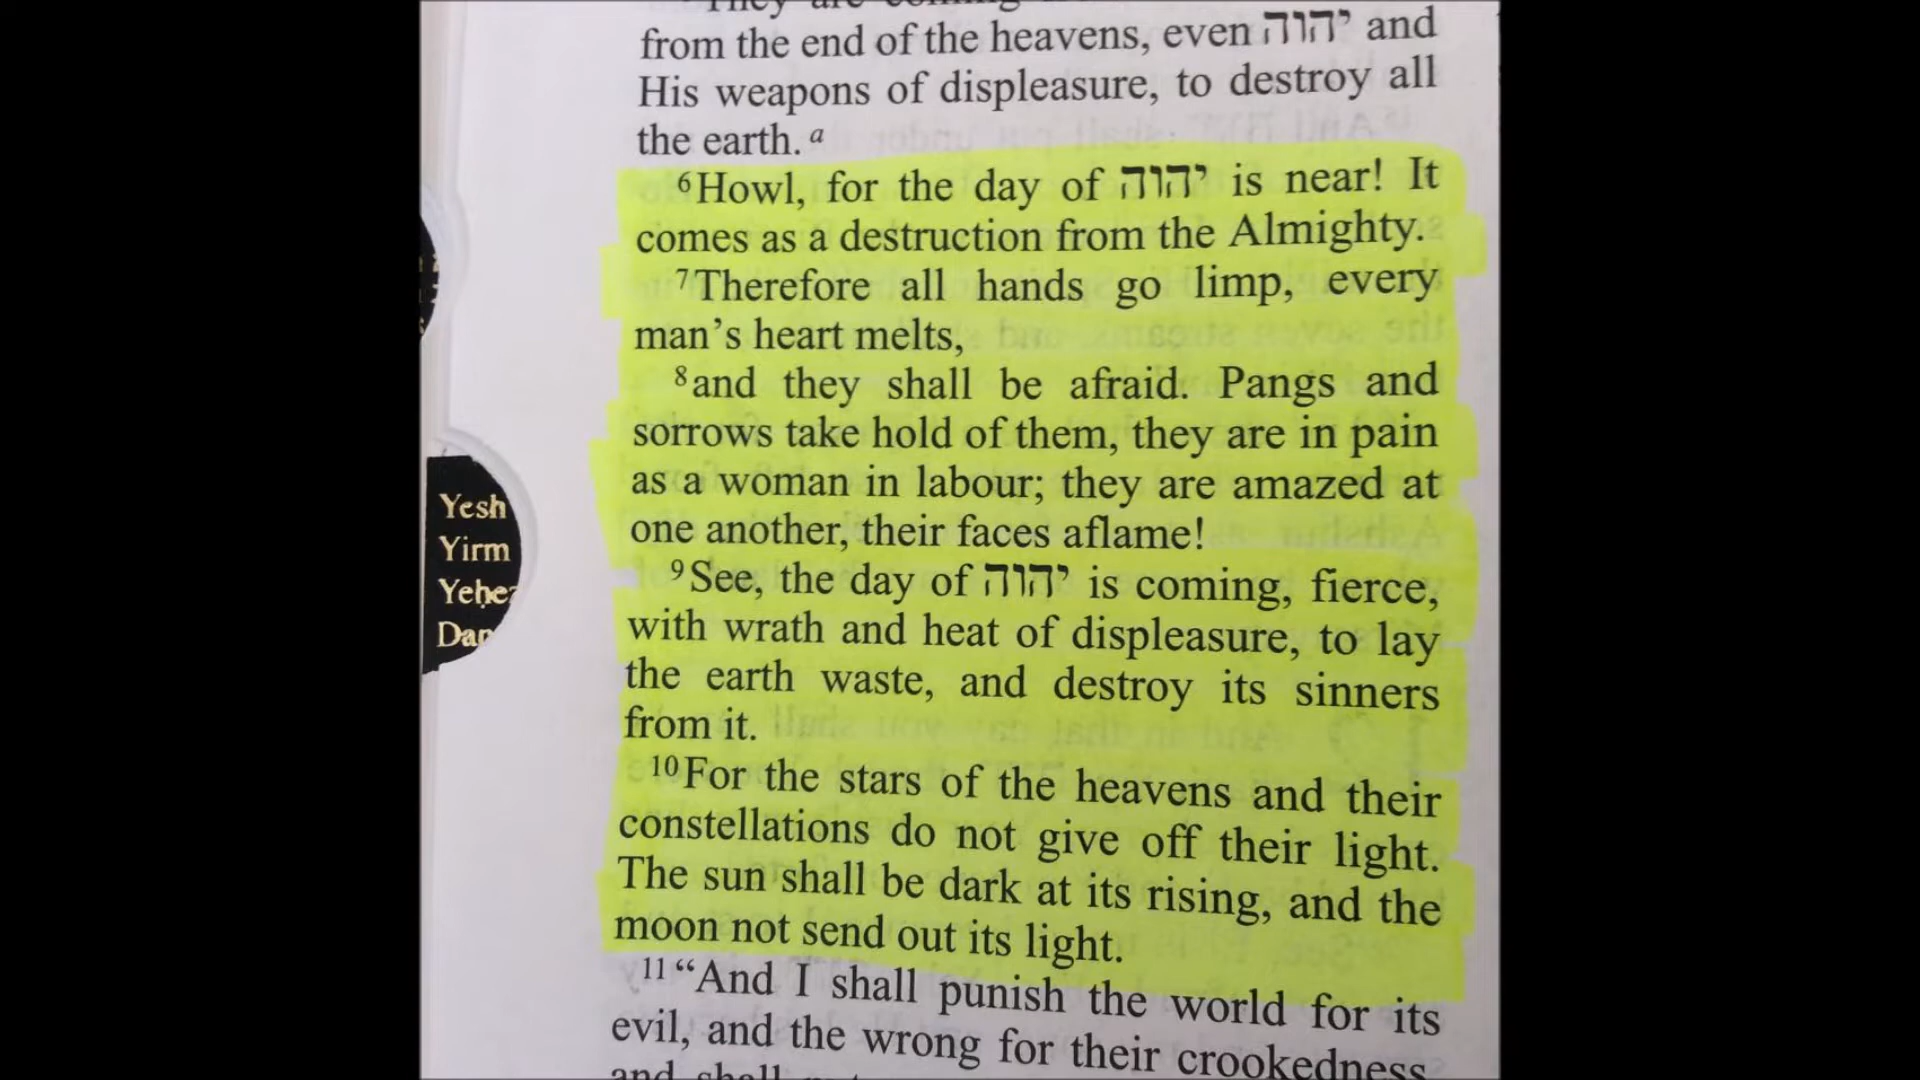 They are coming
from the end of the heavens, even יהוה and
His weapons of displeasure, to destroy all
the earth. a
6Howl, for the day of יהוה is near! It
comes as a destruction from the Almighty.
7Therefore all hands go limp, every
man’s heart melts,
8and they shall be afraid. Pangs and
sorrows take hold of them, they are in pain
as a woman in labour; they are amazed at
one another, their faces aflame!
9See, the day of יהוה is coming, fierce,
with wrath and heat of displeasure, to lay
the earth waste, and destroy its sinners
from it.
10For the stars of the heavens and their
constellations do not give off their light.
The sun shall be dark at its rising, and the
moon not send out its light.
11“And I shall punish the world for its
evil, and the wrong for their crookedness,
and shall
Yesh
Yirm
Yeḥez
Dan